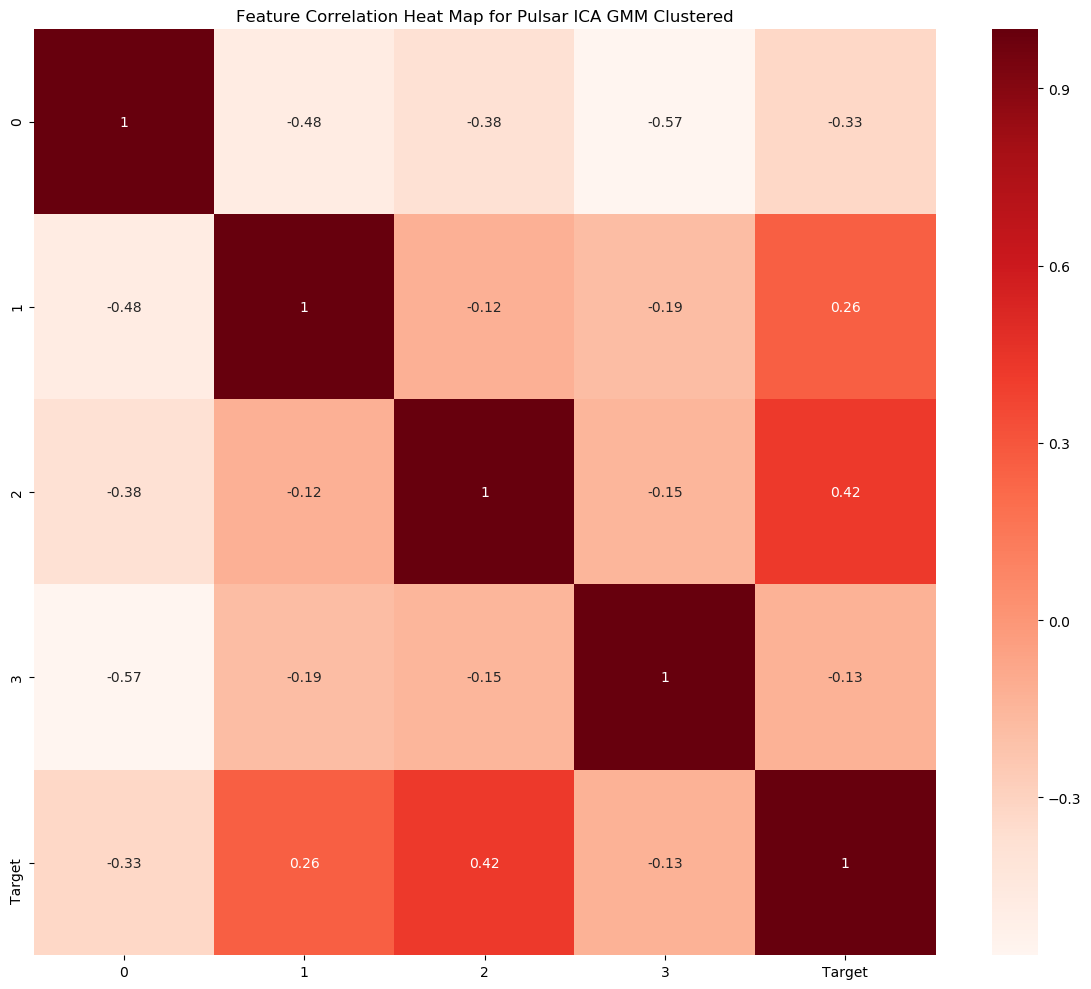 Feature Correlation Heat Map for Pulsar ICA GMM Clustered
0 1 -0.48 -0.38 -0.57 -0.33
1 -0.48 1 -0.12 -0.19 0.26
2 -0.38 -0.12 1 -0.15 0.42
3 -0.57 -0.19 -0.15 1 -0.13
Target -0.33 0.26 0.42 -0.13 1
0 1 2 3 Target
0.9
0.6
0.3
0.0
−0.3